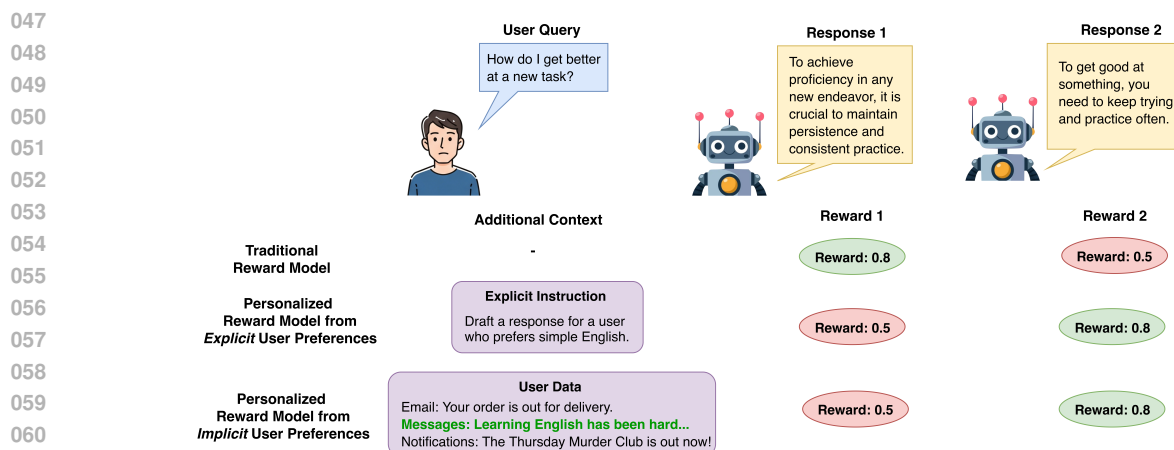 047
048
049
050
051
052
053
054
055
056
057
058
059
060
User Query
How do I get better
at a new task?
Response 1
To achieve
proficiency in any
new endeavor, it is
crucial to maintain
persistence and
consistent practice.
Response 2
To get good at
something, you
need to keep trying
and practice often.
Additional Context
Reward 1
Reward 2
Traditional
Reward Model
-
Reward: 0.8
Reward: 0.5
Personalized
Reward Model from
Explicit User Preferences
Explicit Instruction
Draft a response for a user
who prefers simple English.
Reward: 0.5
Reward: 0.8
Personalized
Reward Model from
Implicit User Preferences
User Data
Email: Your order is out for delivery.
Messages: Learning English has been hard...
Notifications: The Thursday Murder Club is out now!
Reward: 0.5
Reward: 0.8